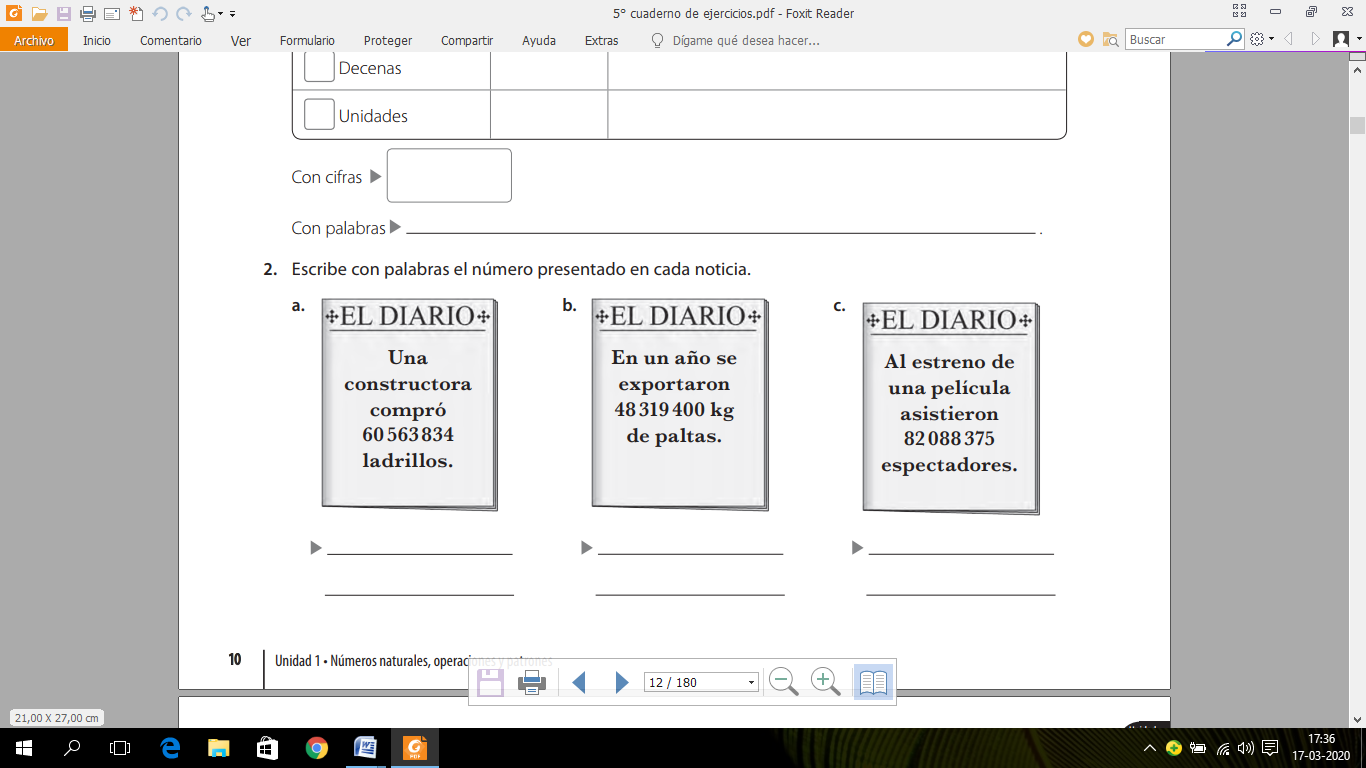 5° cuaderno de ejercicios.pdf - Foxit Reader
Archivo Inicio Comentario Ver Formulario Proteger Compartir Ayuda Extras Dígame qué desea hacer... Buscar
Decenas
Unidades
Con cifras
Con palabras .
2. Escribe con palabras el número presentado en cada noticia.
a.
EL DIARIO
Una
constructora
compró
60 563 834
ladrillos.
b.
EL DIARIO
En un año se
exportaron
48 319 400 kg
de paltas.
c.
EL DIARIO
Al estreno de
una película
asistieron
82 088 375
espectadores.
10 Unidad 1 • Números naturales, operaciones y patrones
12 / 180
21,00 X 27,00 cm
17:36
17-03-2020